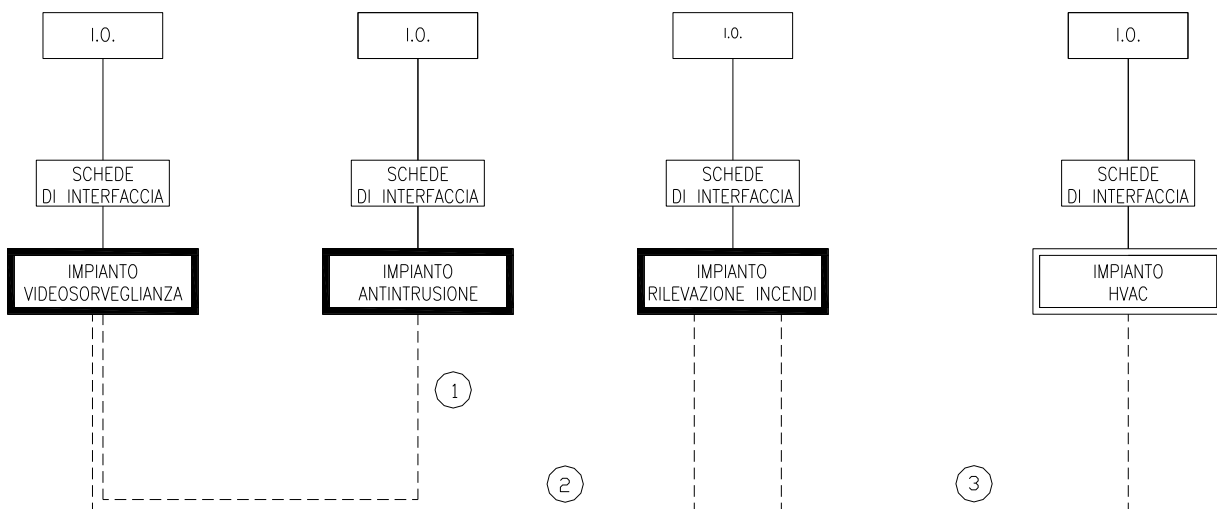 I.O.
I.O.
I.O.
I.O.
SCHEDE
DI INTERFACCIA
SCHEDE
DI INTERFACCIA
SCHEDE
DI INTERFACCIA
SCHEDE
DI INTERFACCIA
IMPIANTO
VIDEOSORVEGLIANZA
IMPIANTO
ANTINTRUSIONE
IMPIANTO
RILEVAZIONE INCENDI
IMPIANTO
HVAC
1
2
3